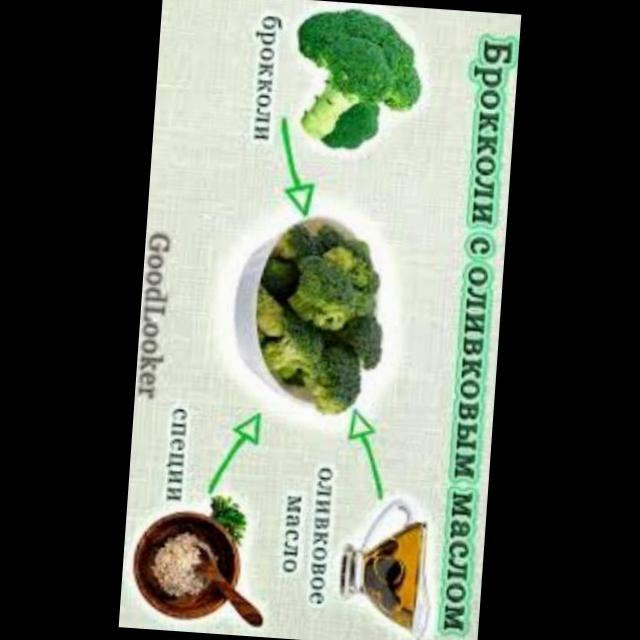 Брокколи с оливковым маслом
брокколи
оливковое
масло
специи
GoodLooker